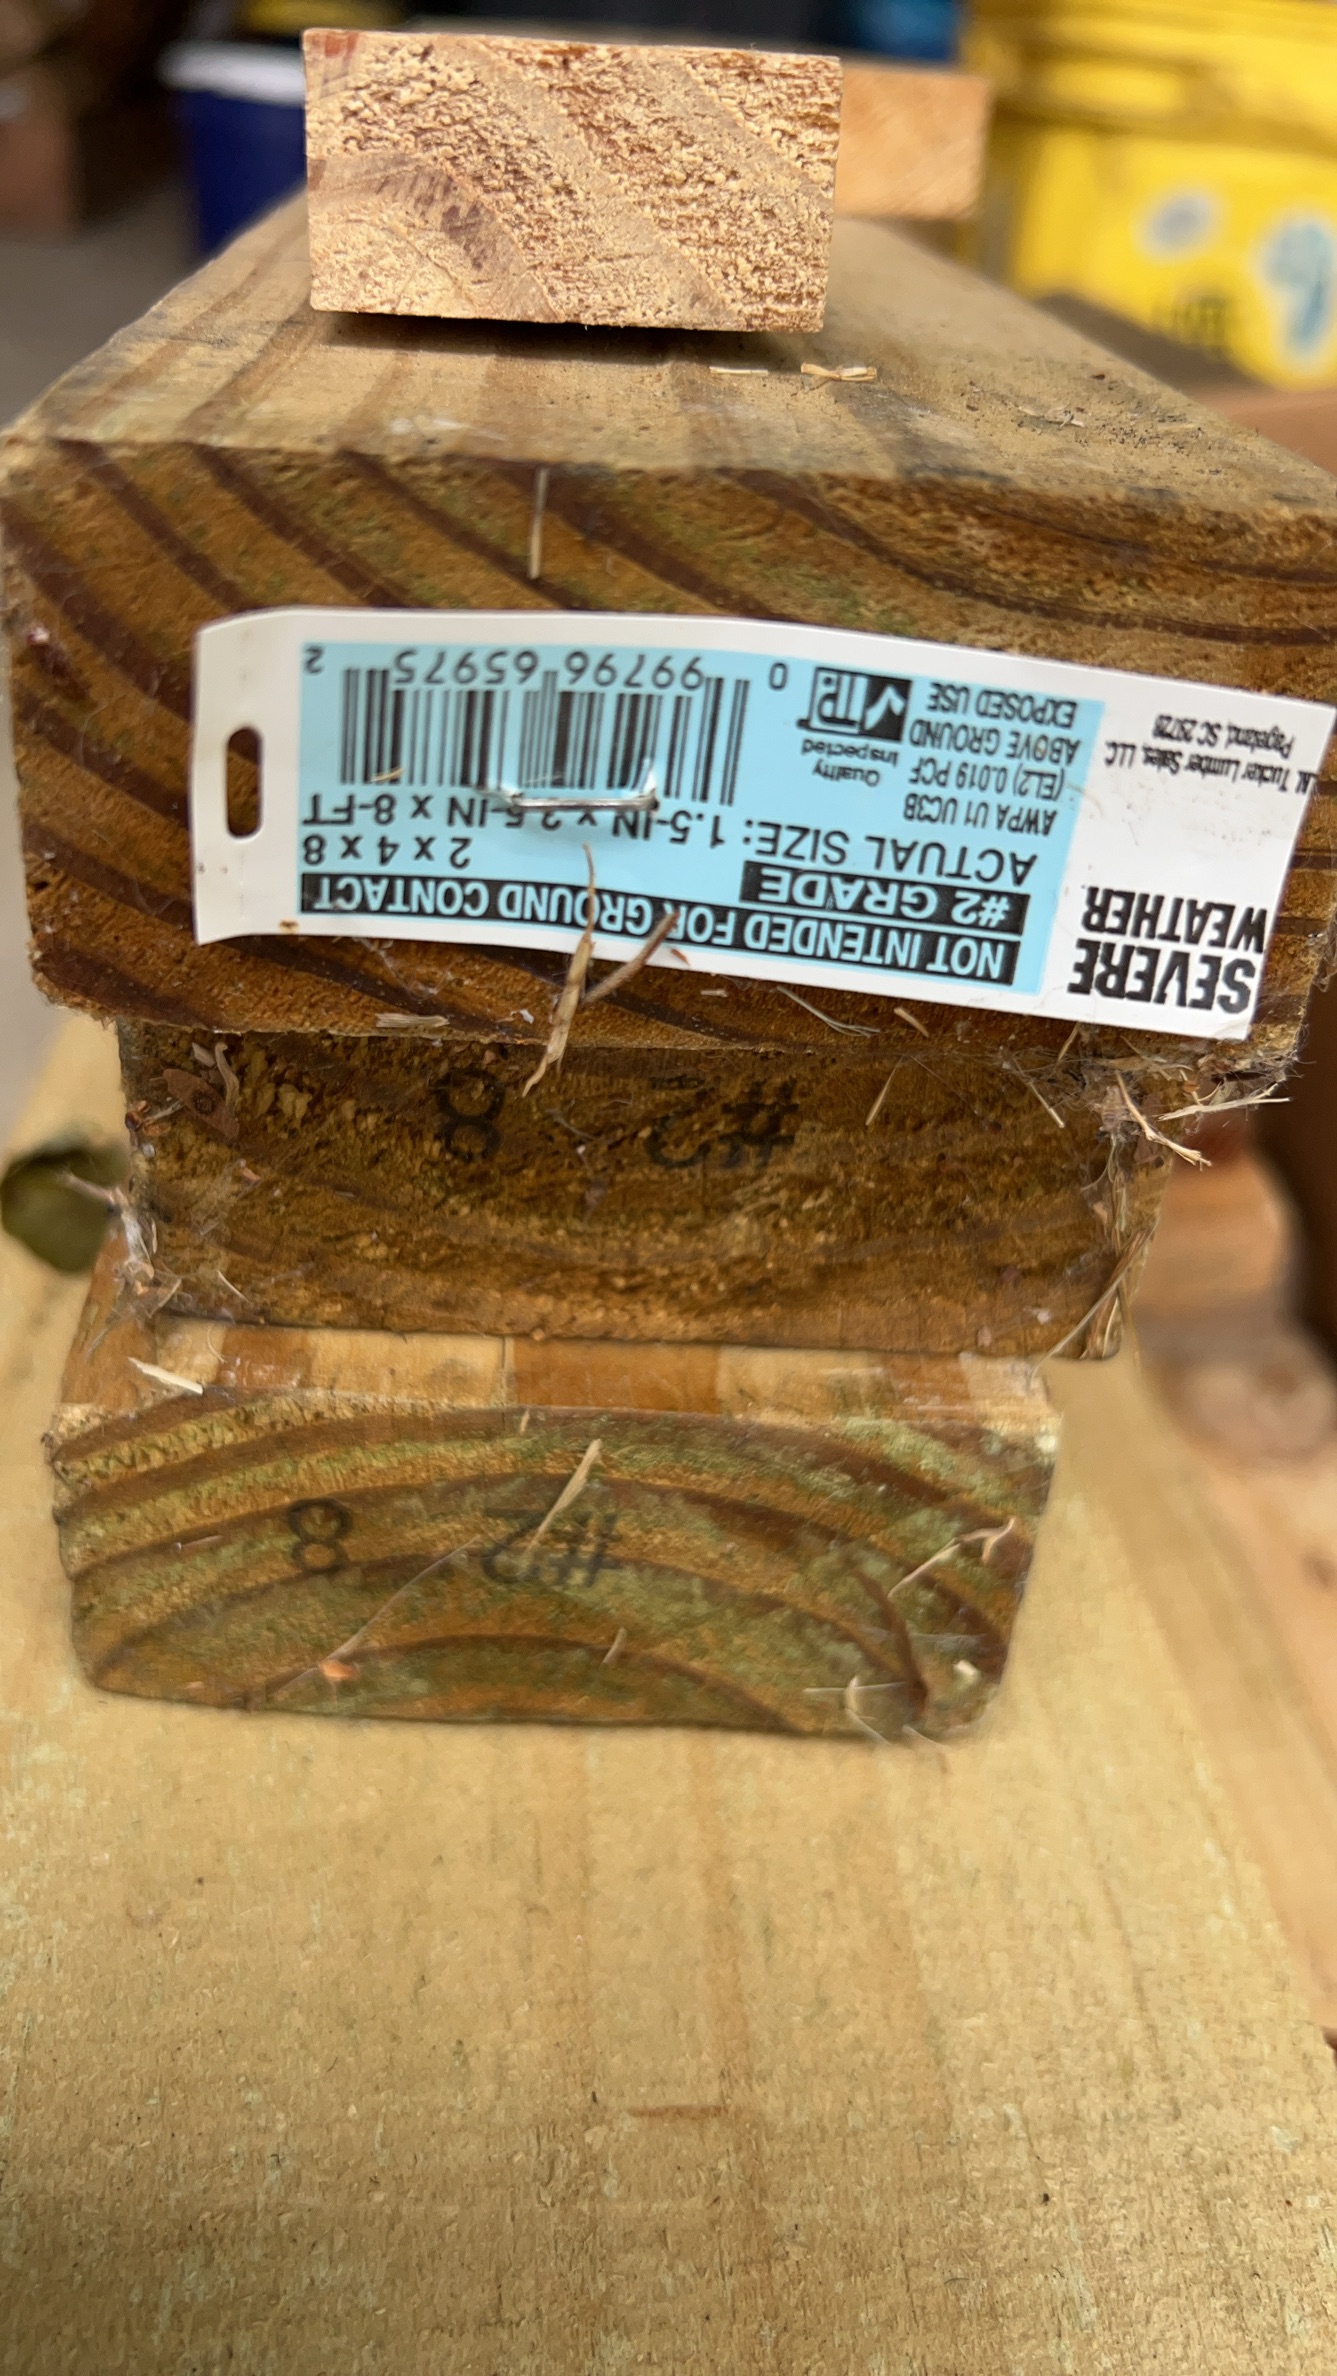 SEVERE
WEATHER
NOT INTENDED FOR GROUND CONTACT
#2 GRADE
2 x 4 x 8
ACTUAL SIZE: 1.5-IN x 3.5-IN x 8-FT
AWPA U1 UC3B
(EL2) 0.019 PCF
ABOVE GROUND
EXPOSED USE
Quality
Inspected
TP
Tucker Lumber Sales, LLC
Pageland, SC 29728
0 99796 65975 2
#2 8
#2 8